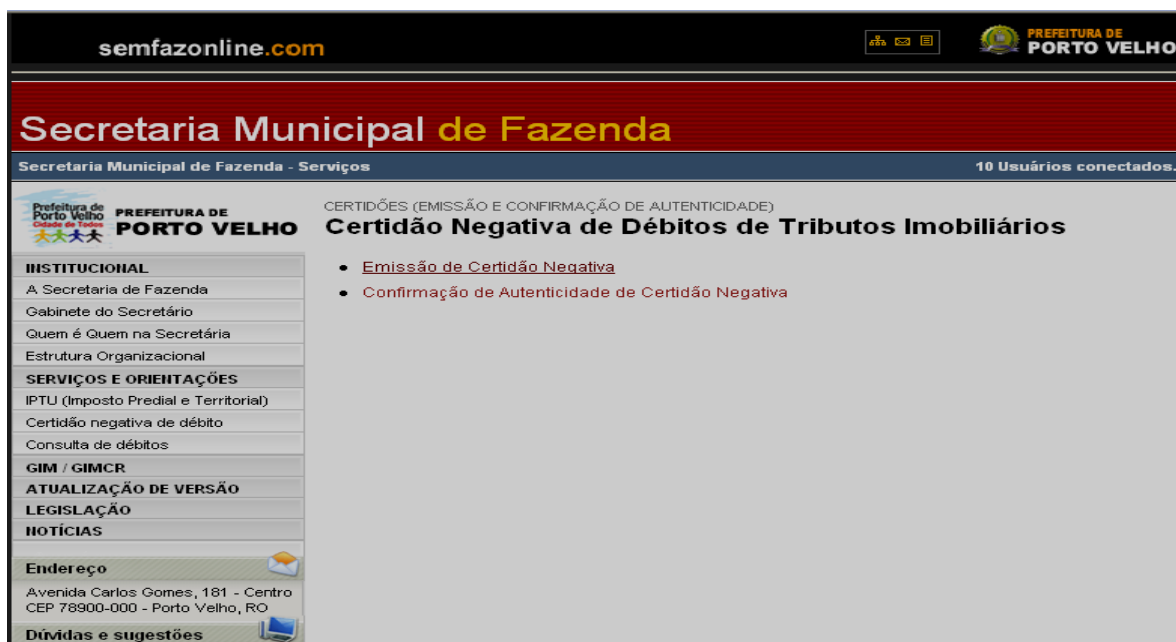 semfazonline.com
PREFEITURA DE
PORTO VELHO
Secretaria Municipal de Fazenda
Secretaria Municipal de Fazenda - Serviços
10 Usuários conectados.
Prefeitura de
Porto Velho
Cidade de Todos
PREFEITURA DE
PORTO VELHO
CERTIDÕES (EMISSÃO E CONFIRMAÇÃO DE AUTENTICIDADE)
Certidão Negativa de Débitos de Tributos Imobiliários
Emissão de Certidão Negativa
Confirmação de Autenticidade de Certidão Negativa
INSTITUCIONAL
A Secretaria de Fazenda
Gabinete do Secretário
Quem é Quem na Secretária
Estrutura Organizacional
SERVIÇOS E ORIENTAÇÕES
IPTU (Imposto Predial e Territorial)
Certidão negativa de débito
Consulta de débitos
GIM / GIMCR
ATUALIZAÇÃO DE VERSÃO
LEGISLAÇÃO
NOTÍCIAS
Endereço
Avenida Carlos Gomes, 181 - Centro
CEP 78900-000 - Porto Velho, RO
Dúvidas e sugestões